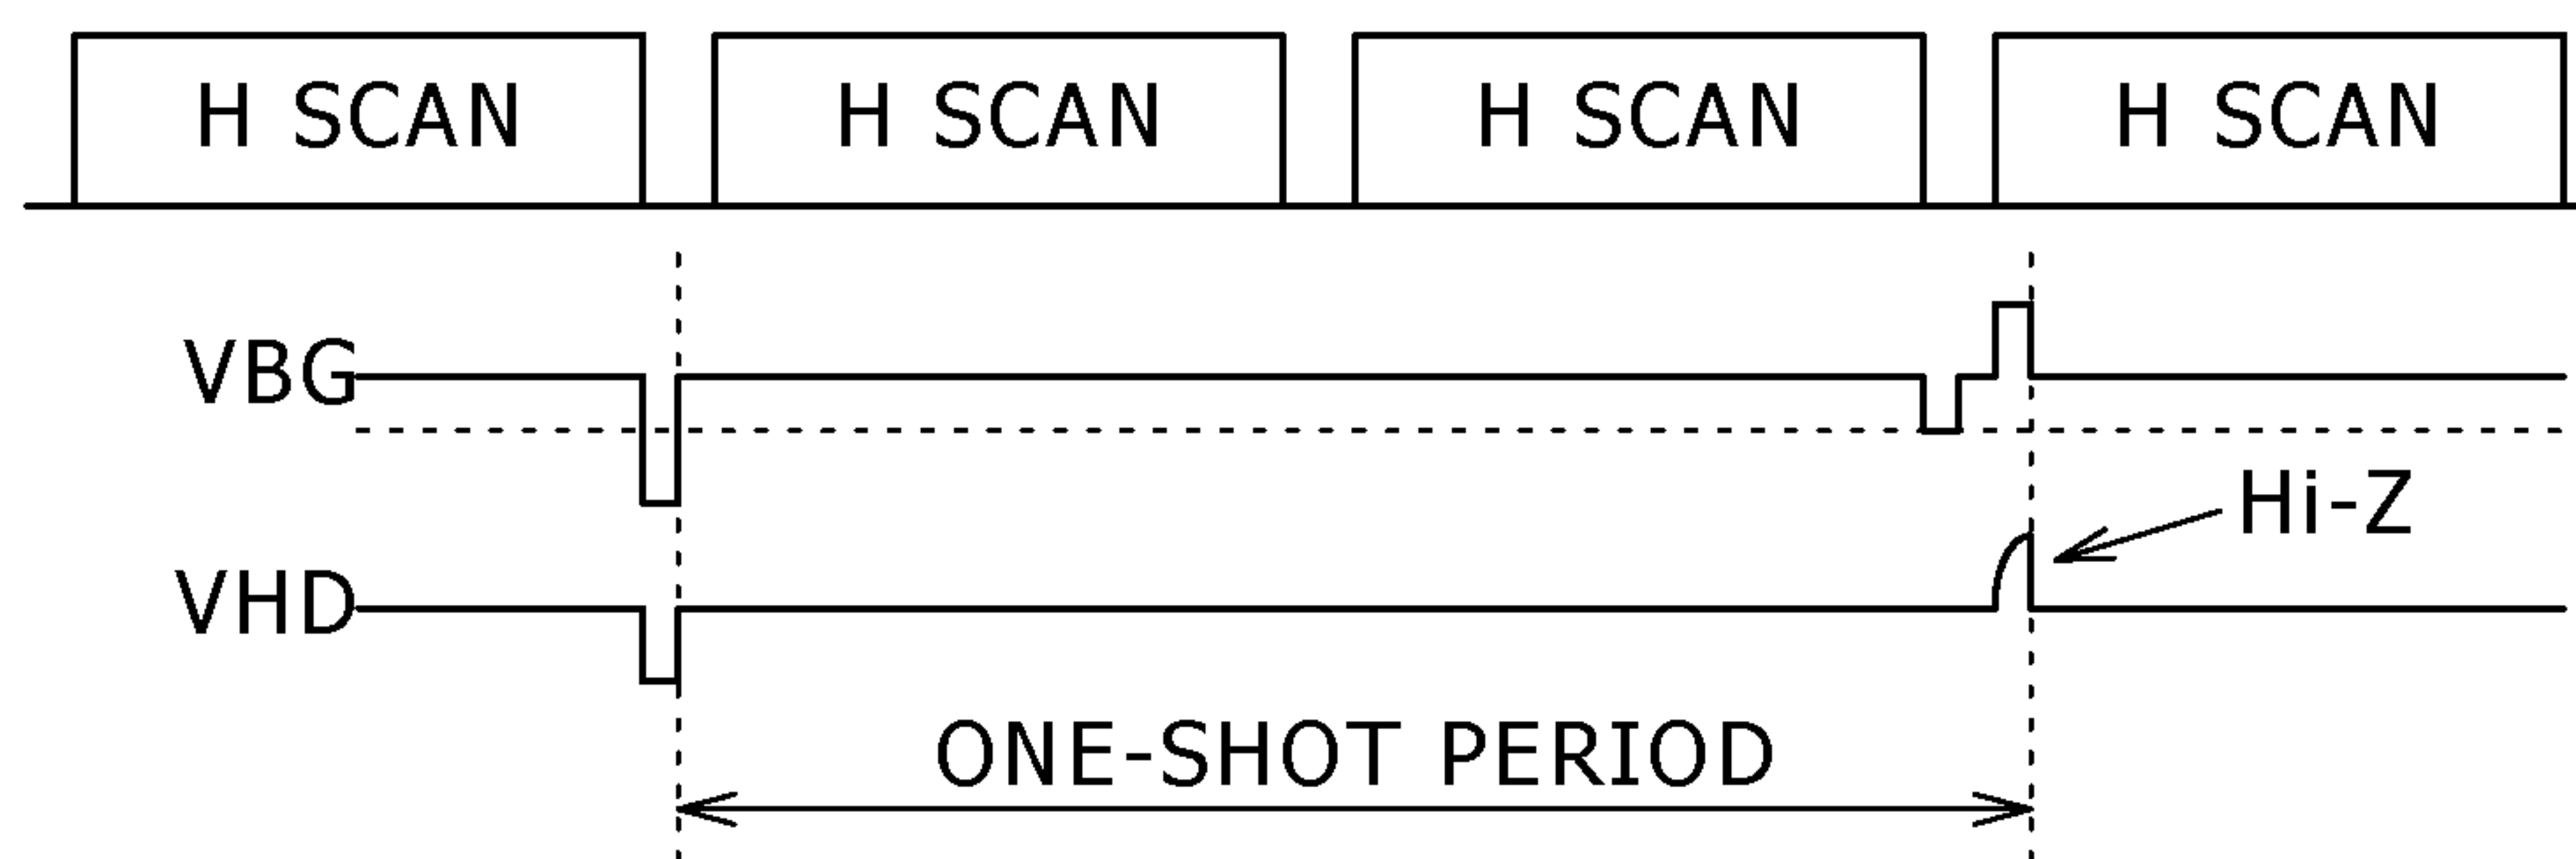 H SCAN H SCAN H SCAN H SCAN
VBG
Hi-Z
VHD
ONE-SHOT PERIOD